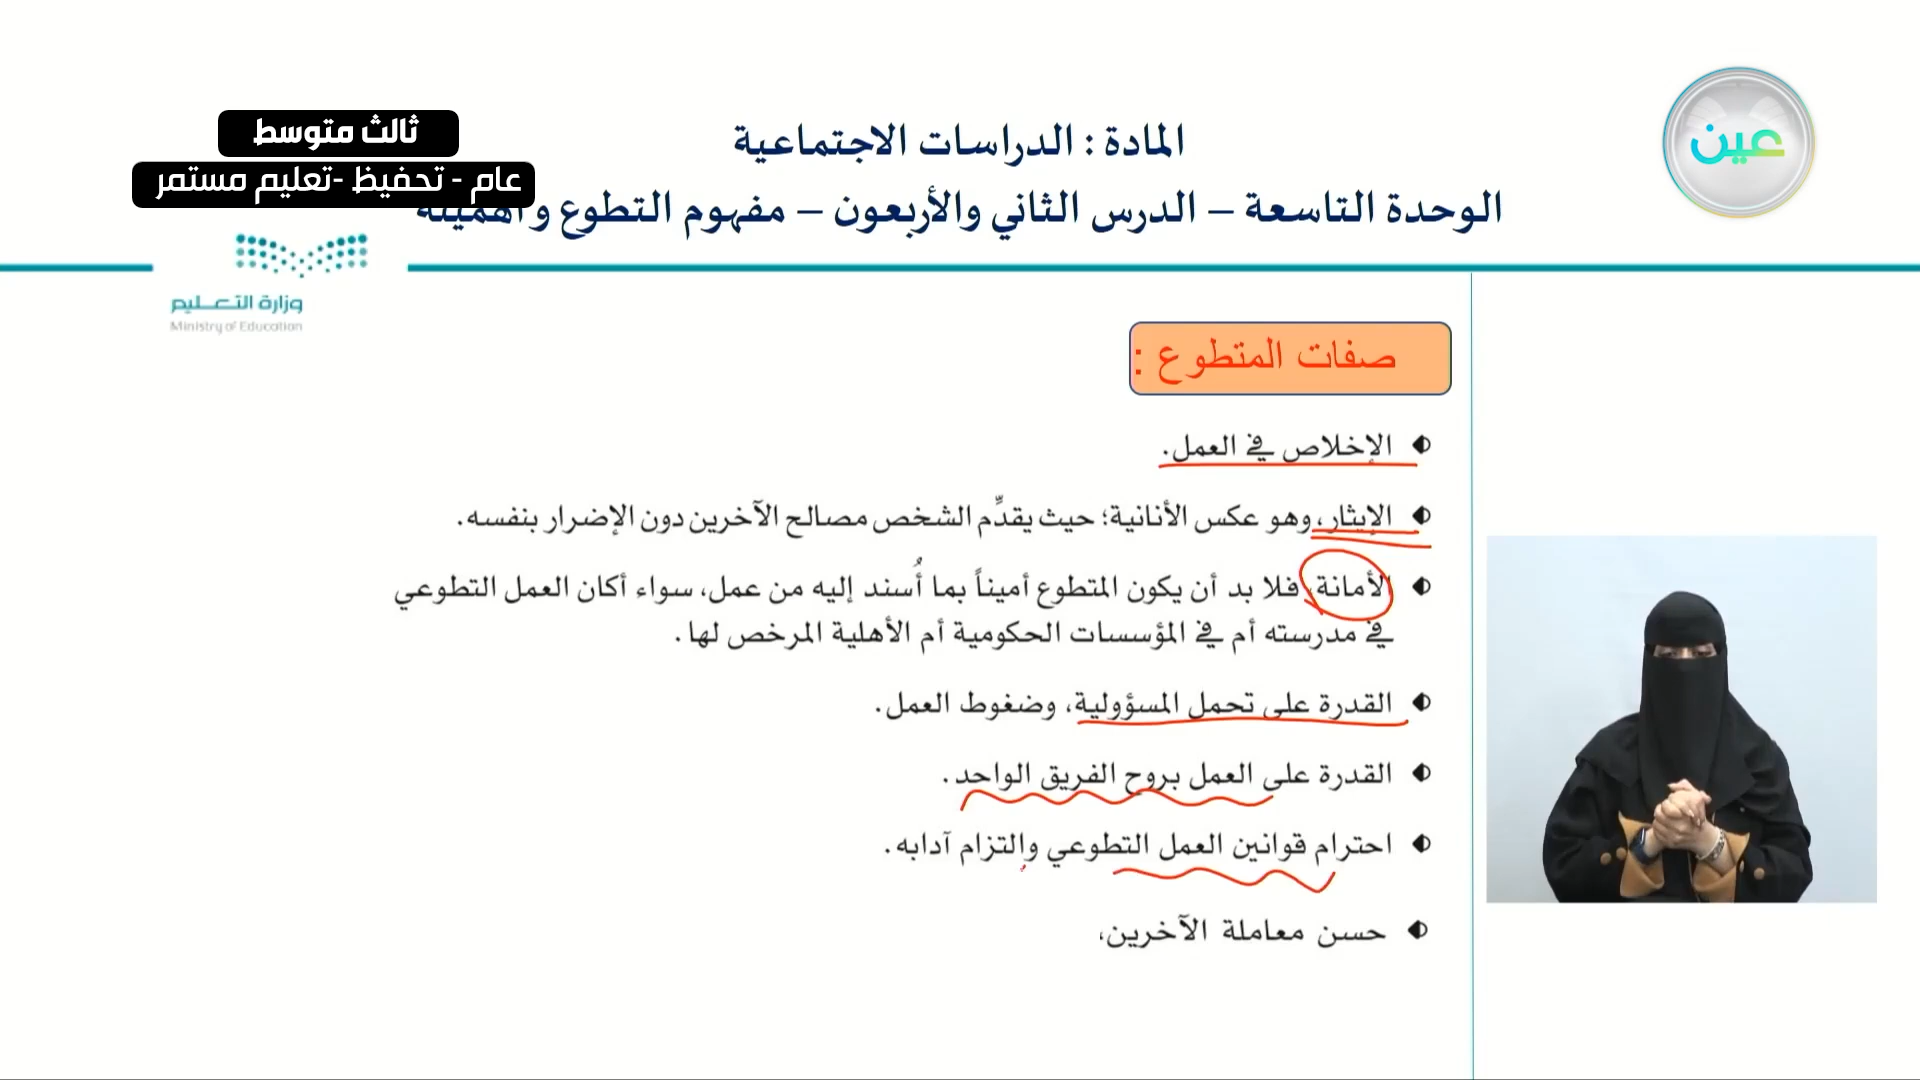 عين
المادة : الدراسات الاجتماعية
ثالث متوسط
عام - تحفيظ -تعليم مستمر
الوحدة التاسعة – الدرس الثاني والأربعون – مفهوم التطوع وأهميته
وزارة التعليم
Ministry of Education
صفات المتطوع :
الإخلاص في العمل.
الإيثار، وهو عكس الأنانية؛ حيث يقدِّم الشخص مصالح الآخرين دون الإضرار بنفسه.
الأمانة، فلا بد أن يكون المتطوع أميناً بما أُسند إليه من عمل، سواء أكان العمل التطوعي
في مدرسته أم في المؤسسات الحكومية أم الأهلية المرخص لها.
القدرة على تحمل المسؤولية، وضغوط العمل.
القدرة على العمل بروح الفريق الواحد.
احترام قوانين العمل التطوعي والتزام آدابه.
حسن معاملة الآخرين،